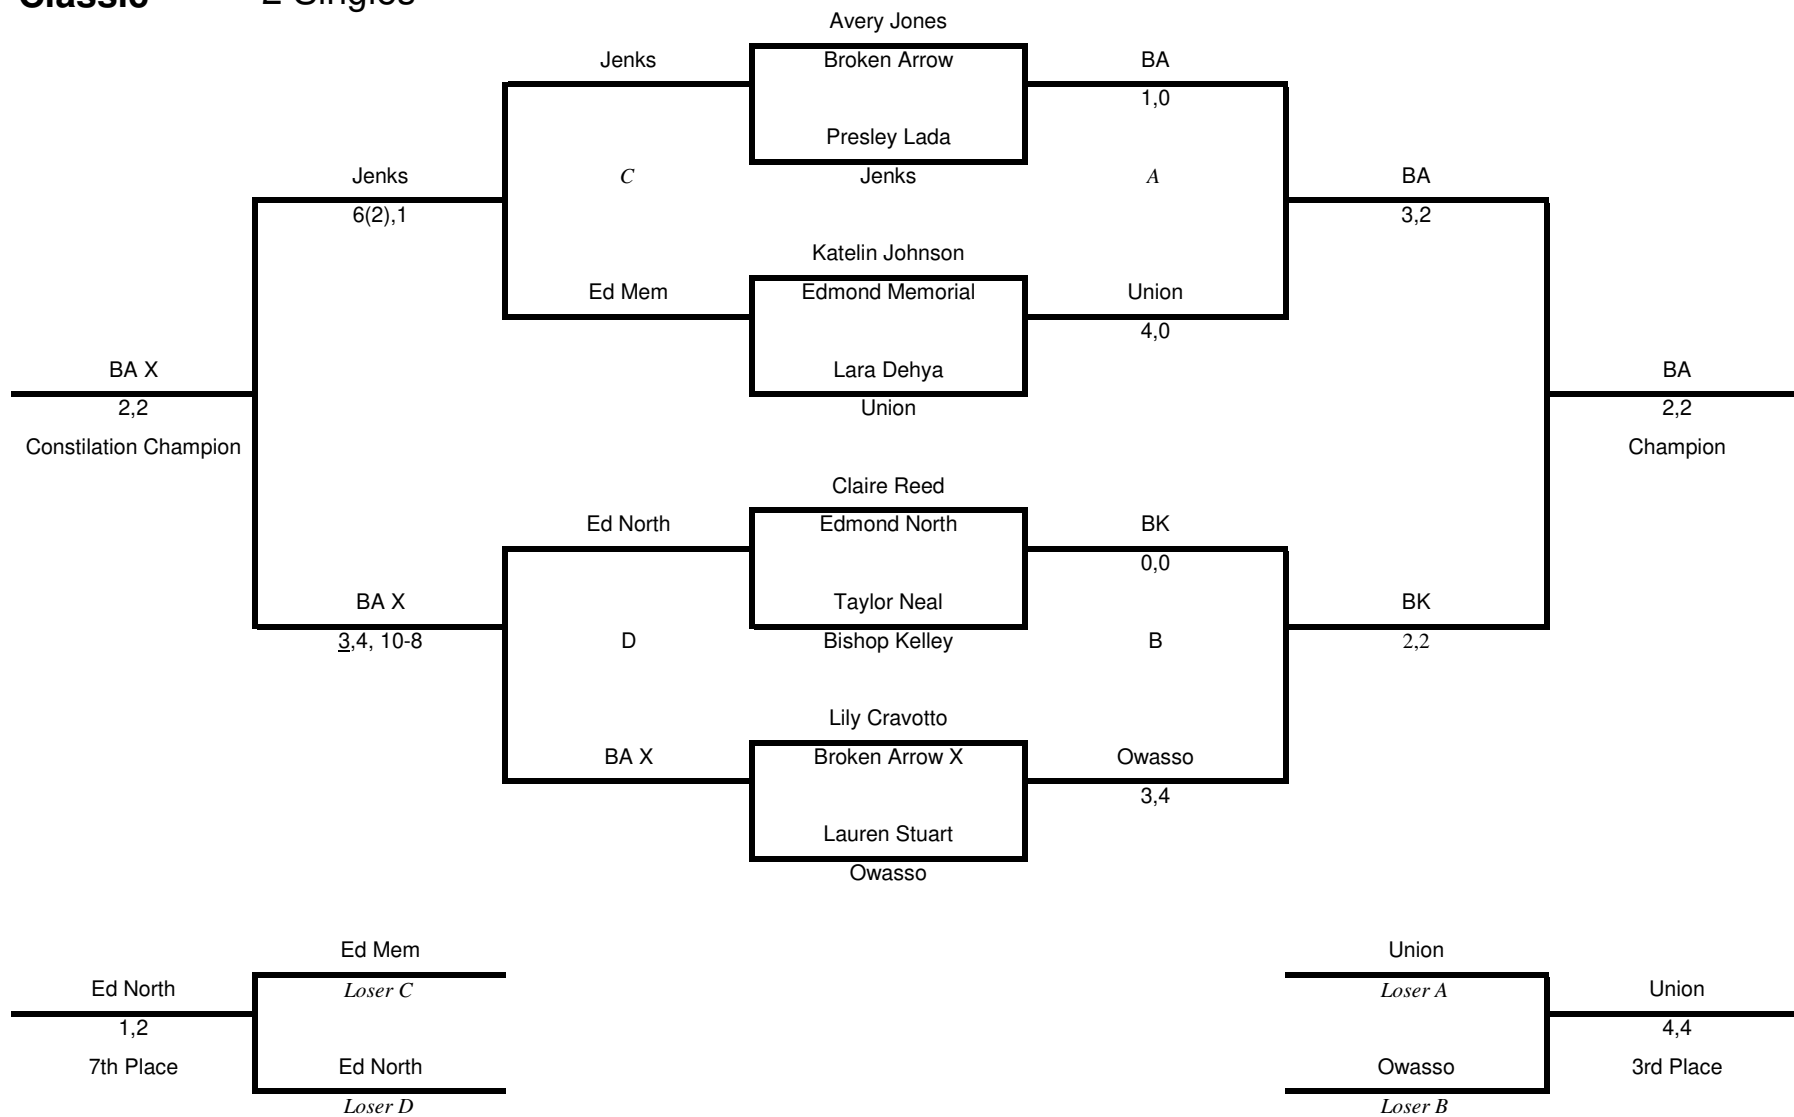 Classic 2 Singles
Avery Jones
Jenks Broken Arrow BA
1,0
Presley Lada
Jenks C Jenks A BA
6(2),1 3,2
Katelin Johnson
Ed Mem Edmond Memorial Union
4,0
BA X Lara Dehya BA
2,2 Union 2,2
Constilation Champion Champion
Claire Reed
Ed North Edmond North BK
0,0
BA X Taylor Neal BK
3,4, 10-8 D Bishop Kelley B 2,2
Lily Cravotto
BA X Broken Arrow X Owasso
3,4
Lauren Stuart
Owasso
Ed Mem Union
Ed North Loser C Loser A Union
1,2 4,4
7th Place Ed North Owasso 3rd Place
Loser D Loser B